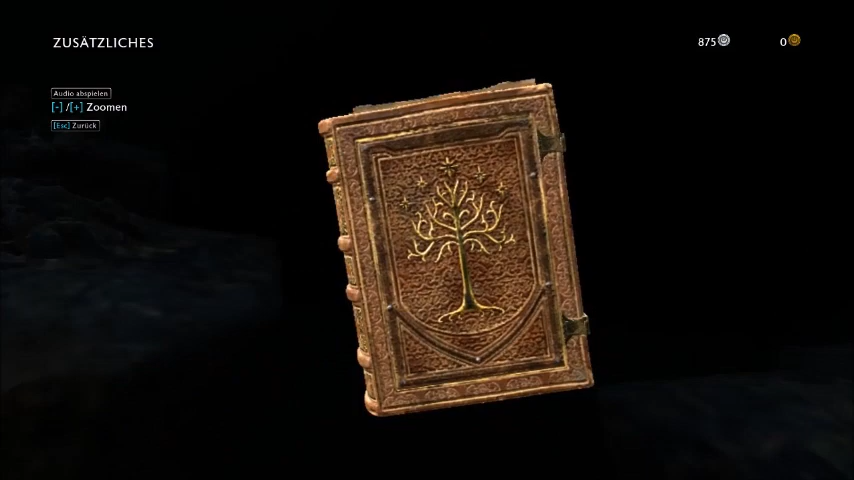 ZUSÄTZLICHES
875 0
Audio abspielen
[-] /[+] Zoomen
[Esc] Zurück